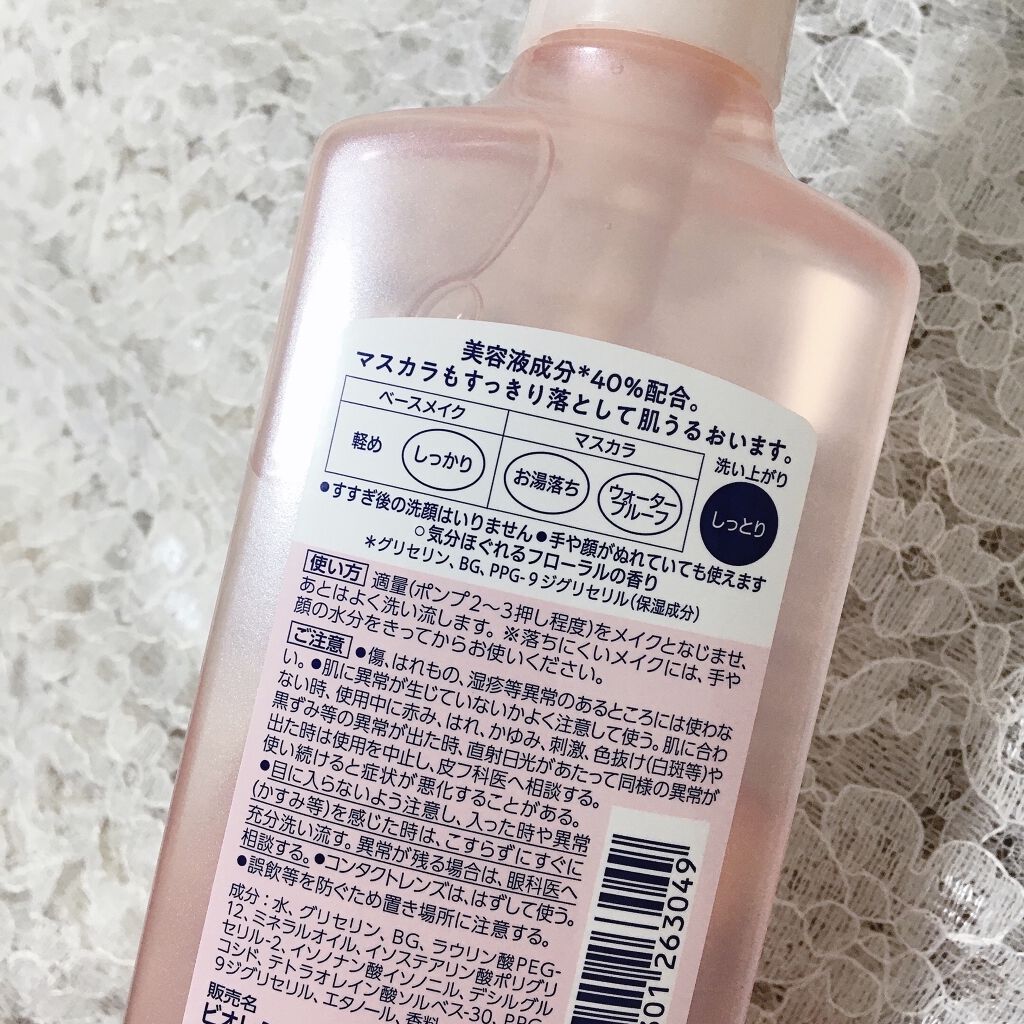 美容液成分*40%配合。
マスカラもすっきり落として肌うるおいます。
ベースメイク
マスカラ
洗い上がり
軽め
しっかり
お湯落ち
ウォータープルーフ
しっとり
●すすぎ後の洗顔はいりません●手や顔がぬれていても使えます
○気分ほぐれるフローラルの香り
*グリセリン、BG、PPG-9ジグリセリル(保湿成分)
使い方 適量(ポンプ2〜3押し程度)をメイクとなじませ、
あとはよく洗い流します。※落ちにくいメイクには、手や
顔の水分をきってからお使いください。
ご注意 ●傷、はれもの、湿疹等異常のあるところには使わな
い。●肌に異常が生じていないかよく注意して使う。肌に合わ
ない時、使用中に赤み、はれ、かゆみ、刺激、色抜け(白斑等)や
黒ずみ等の異常が出た時、直射日光があたって同様の異常が
出た時は使用を中止し、皮フ科医へ相談する。
使い続けると症状が悪化することがある。
●目に入らないよう注意し、入った時や異常
(かすみ等)を感じた時は、こすらずにすぐに
充分洗い流す。異常が残る場合は、眼科医へ
相談する。●コンタクトレンズは、はずして使う。
●誤飲等を防ぐため置き場所に注意する。
成分：水、グリセリン、BG、ラウリン酸PEG-
12、ミネラルオイル、イソステアリン酸ポリグリ
セリル-2、イソノナン酸イソノニル、デシルグル
コシド、テトラオレイン酸ソルベス-30、PPG-
9ジグリセリル、エタノール、香料
販売名
ビオレ
301 263049